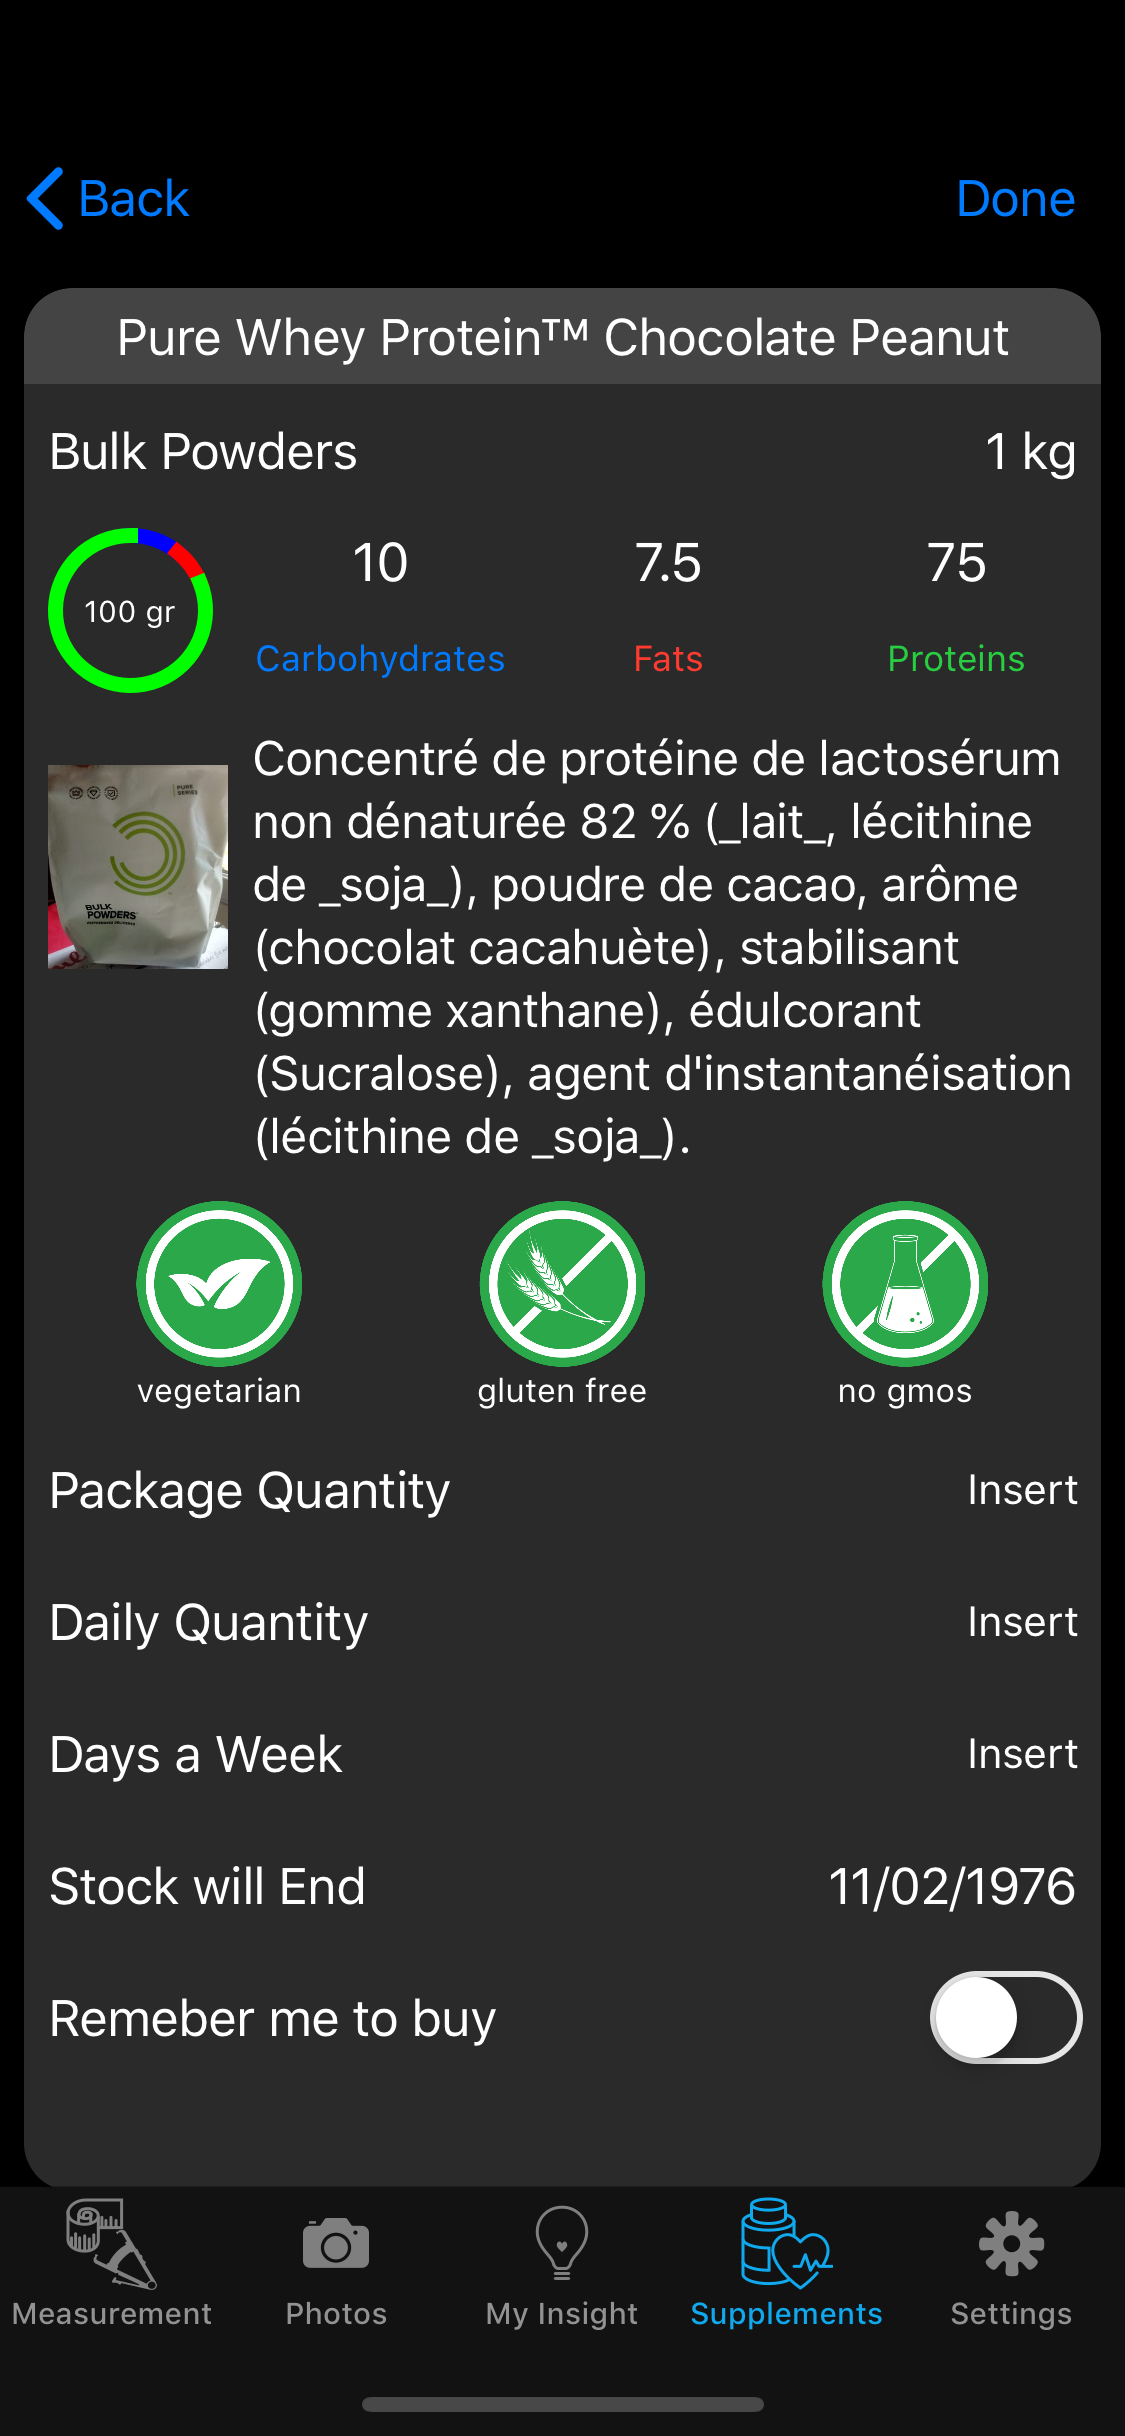 Back
Done
Pure Whey Protein™ Chocolate Peanut
Bulk Powders
1 kg
100 gr
10
7.5
75
Carbohydrates
Fats
Proteins
PURE
SERIES
BULK
POWDERS
Concentré de protéine de lactosérum
non dénaturée 82 % (_lait_, lécithine
de _soja_), poudre de cacao, arôme
(chocolat cacahuète), stabilisant
(gomme xanthane), édulcorant
(Sucralose), agent d'instantanéisation
(lécithine de _soja_).
vegetarian
gluten free
no gmos
Package Quantity
Insert
Daily Quantity
Insert
Days a Week
Insert
Stock will End
11/02/1976
Remeber me to buy
Measurement
Photos
My Insight
Supplements
Settings